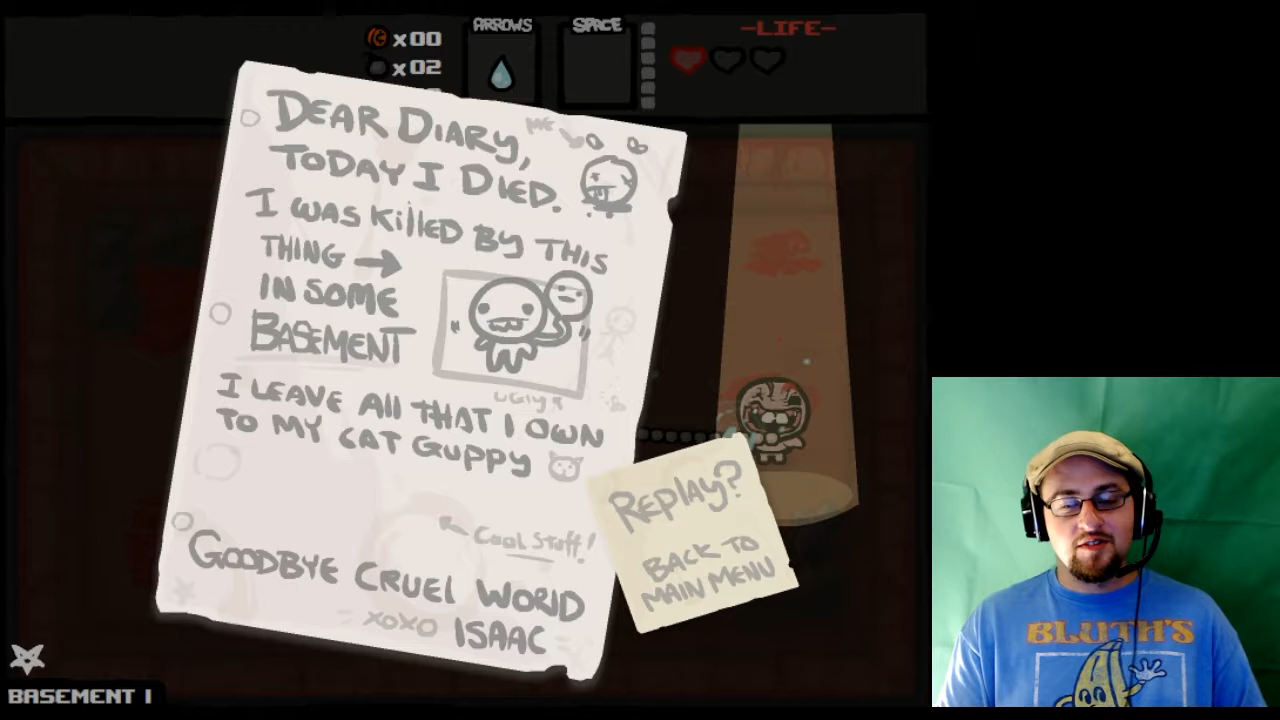 ARROWS
SPACE
-LIFE-
x00
x02
DEAR DIARY,
ME
TODAY I DIED.
I WAS KILLED BY THIS
THING →
IN SOME
BASEMENT
UGLY
I LEAVE ALL THAT I OWN
TO MY CAT GUPPY
← COOL STUFF!
GOODBYE CRUEL WORLD
XOXO ISAAC
REPLAY?
BACK TO
MAIN MENU
BASEMENT I
BLUTH'S